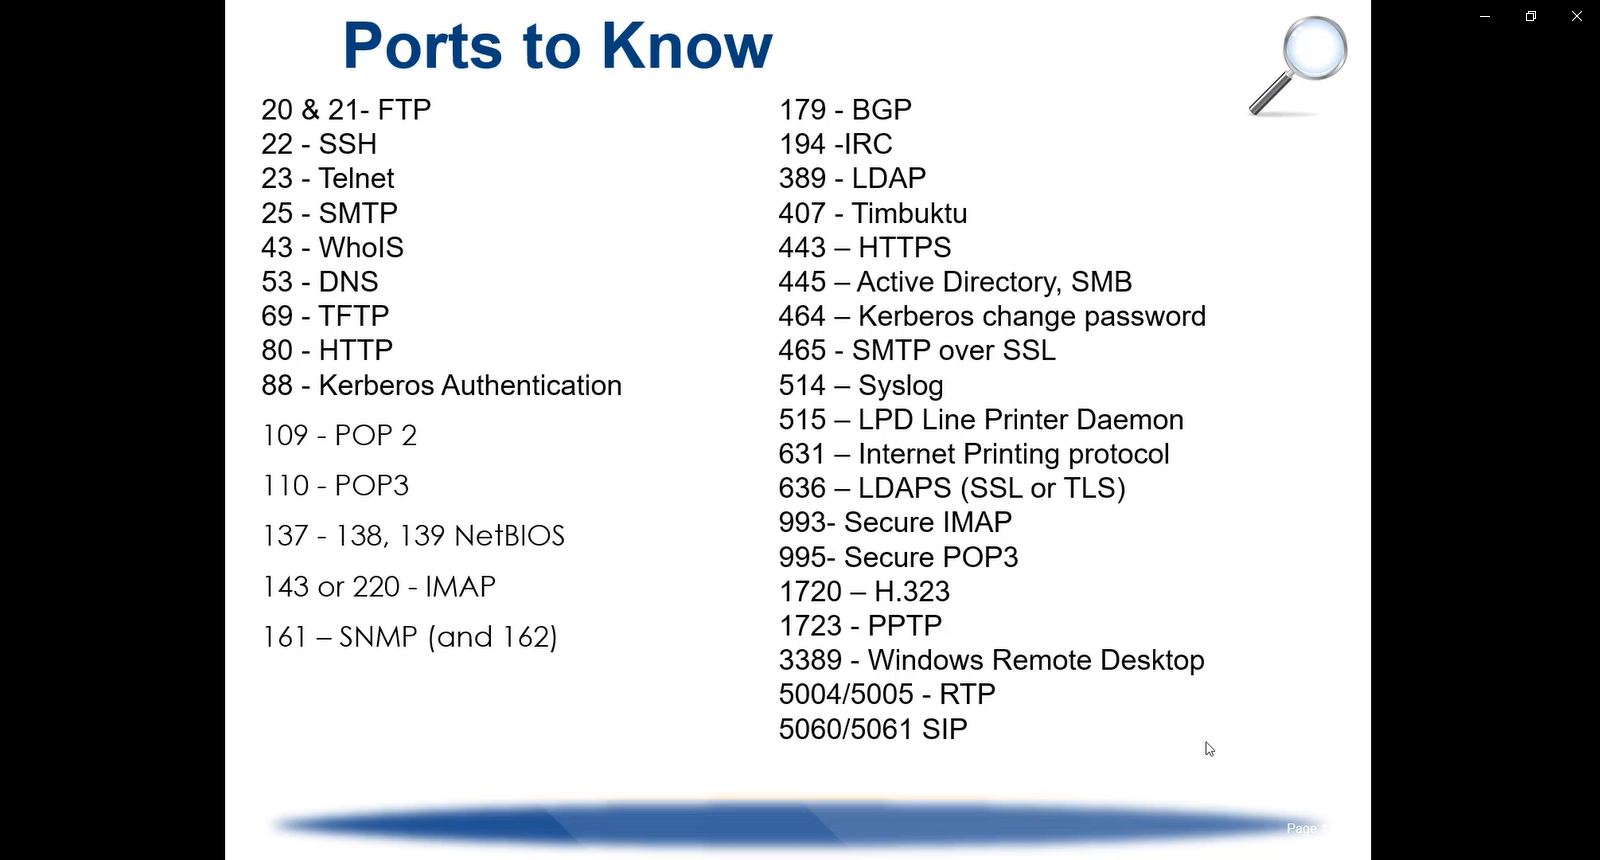 Ports to Know
20 & 21- FTP
22 - SSH
23 - Telnet
25 - SMTP
43 - WhoIS
53 - DNS
69 - TFTP
80 - HTTP
88 - Kerberos Authentication
109 - POP 2
110 - POP3
137 - 138, 139 NetBIOS
143 or 220 - IMAP
161 – SNMP (and 162)
179 - BGP
194 -IRC
389 - LDAP
407 - Timbuktu
443 – HTTPS
445 – Active Directory, SMB
464 – Kerberos change password
465 - SMTP over SSL
514 – Syslog
515 – LPD Line Printer Daemon
631 – Internet Printing protocol
636 – LDAPS (SSL or TLS)
993- Secure IMAP
995- Secure POP3
1720 – H.323
1723 - PPTP
3389 - Windows Remote Desktop
5004/5005 - RTP
5060/5061 SIP
Page